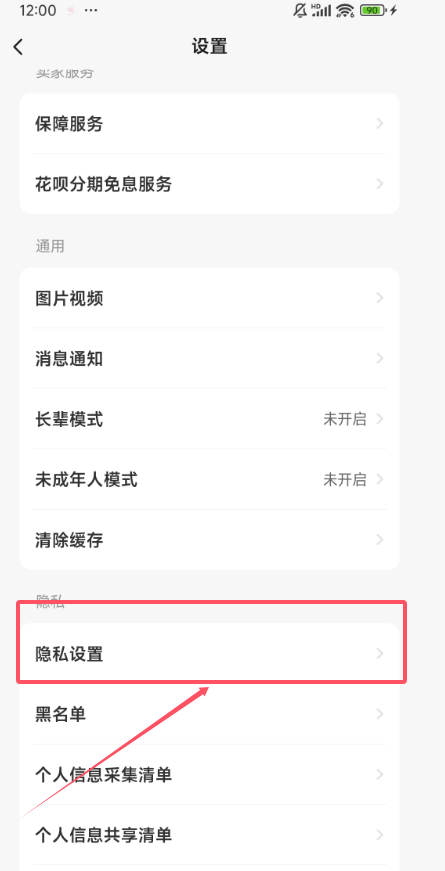 12:00 ... HD 90
设置
卖家服务
保障服务
花呗分期免息服务
通用
图片视频
消息通知
长辈模式 未开启
未成年人模式 未开启
清除缓存
隐私
隐私设置
黑名单
个人信息采集清单
个人信息共享清单